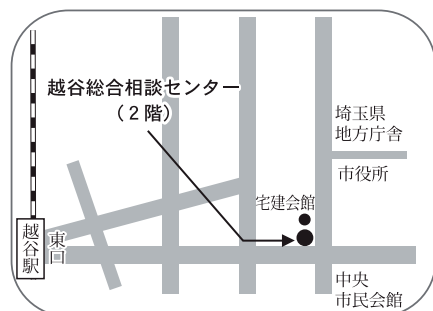 越谷総合相談センター
（２階）
埼玉県
地方庁舎
市役所
宅建会館
越谷駅
東口
中央
市民会館